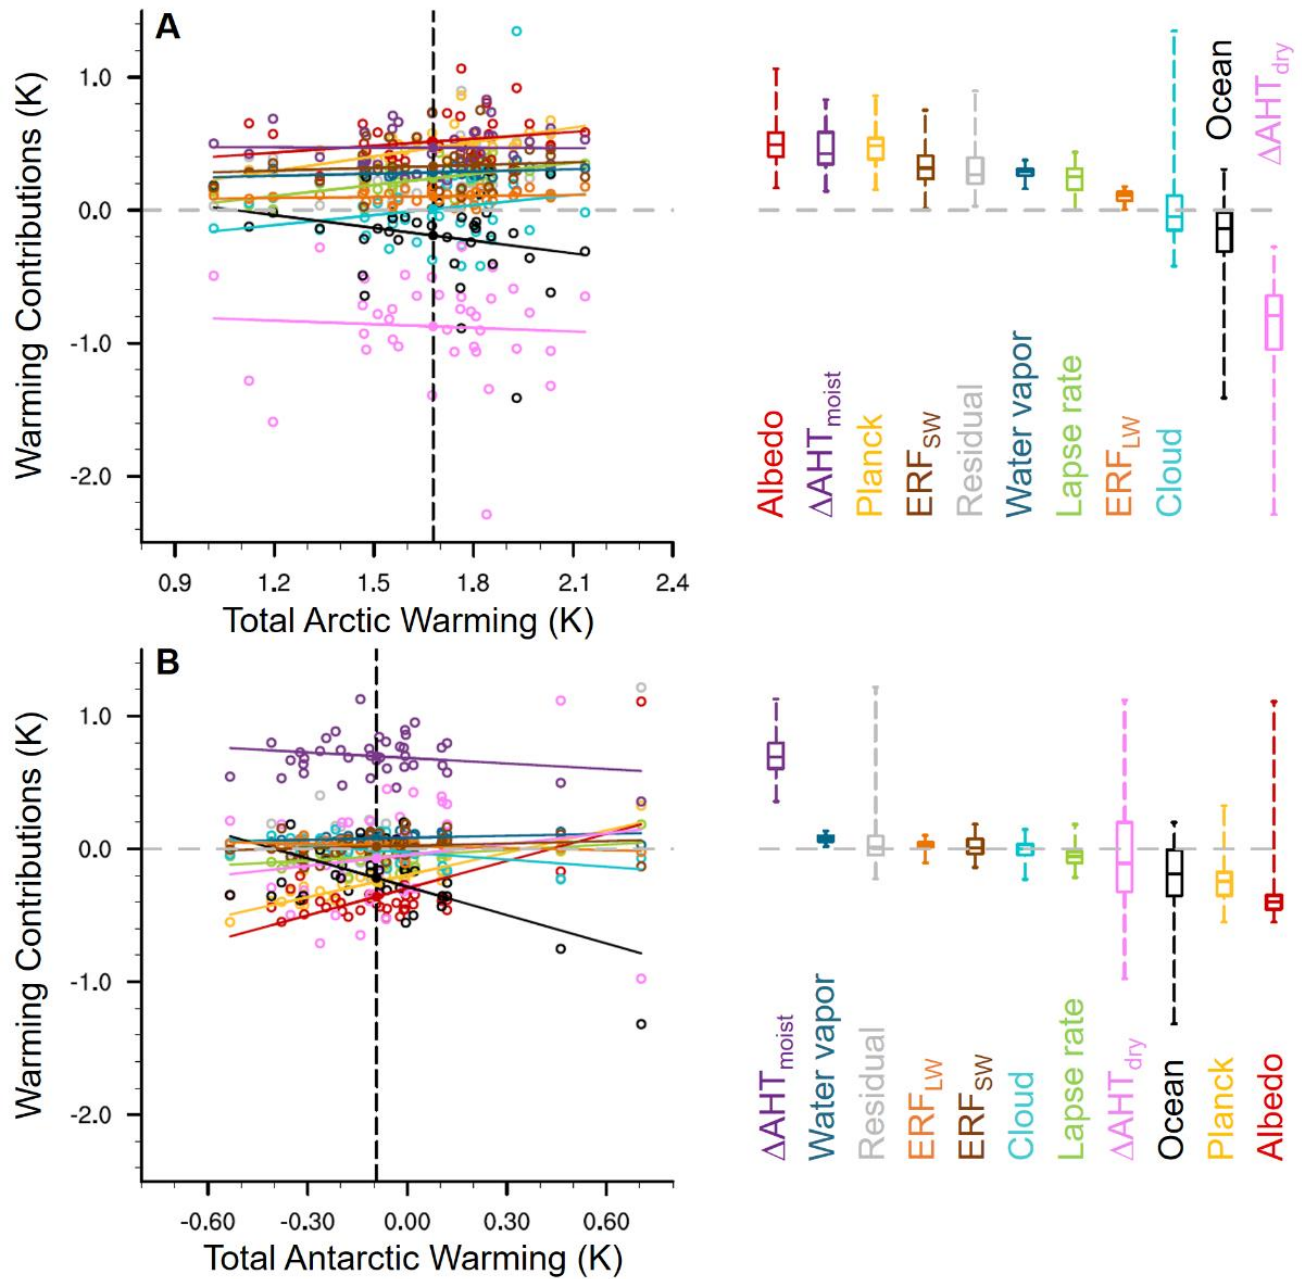 A
Warming Contributions (K)
1.0
0.0
-1.0
-2.0
0.9 1.2 1.5 1.8 2.1 2.4
Total Arctic Warming (K)
Albedo
ΔAHTmoist
Planck
ERFSW
Residual
Water vapor
Lapse rate
ERFLW
Cloud
Ocean
ΔAHTdry
B
Warming Contributions (K)
1.0
0.0
-1.0
-2.0
-0.60 -0.30 0.00 0.30 0.60
Total Antarctic Warming (K)
ΔAHTmoist
Water vapor
Residual
ERFLW
ERFSW
Cloud
Lapse rate
ΔAHTdry
Ocean
Planck
Albedo